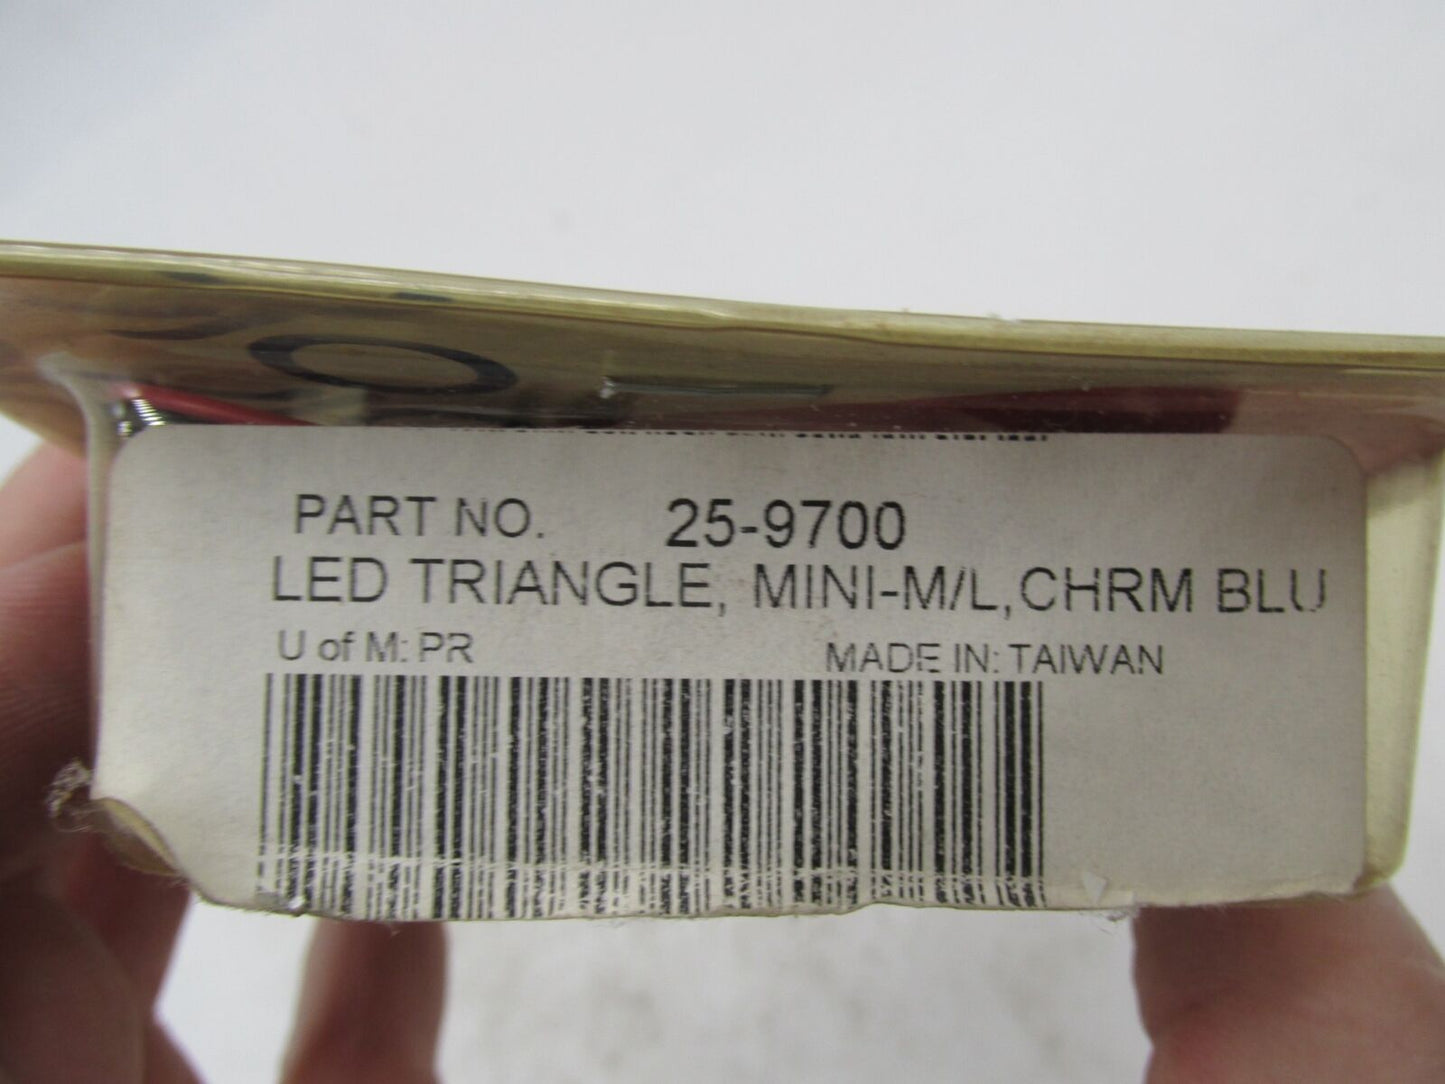 PART NO. 25-9700
LED TRIANGLE, MINI-M/L,CHRM BLU
U of M: PR MADE IN: TAIWAN